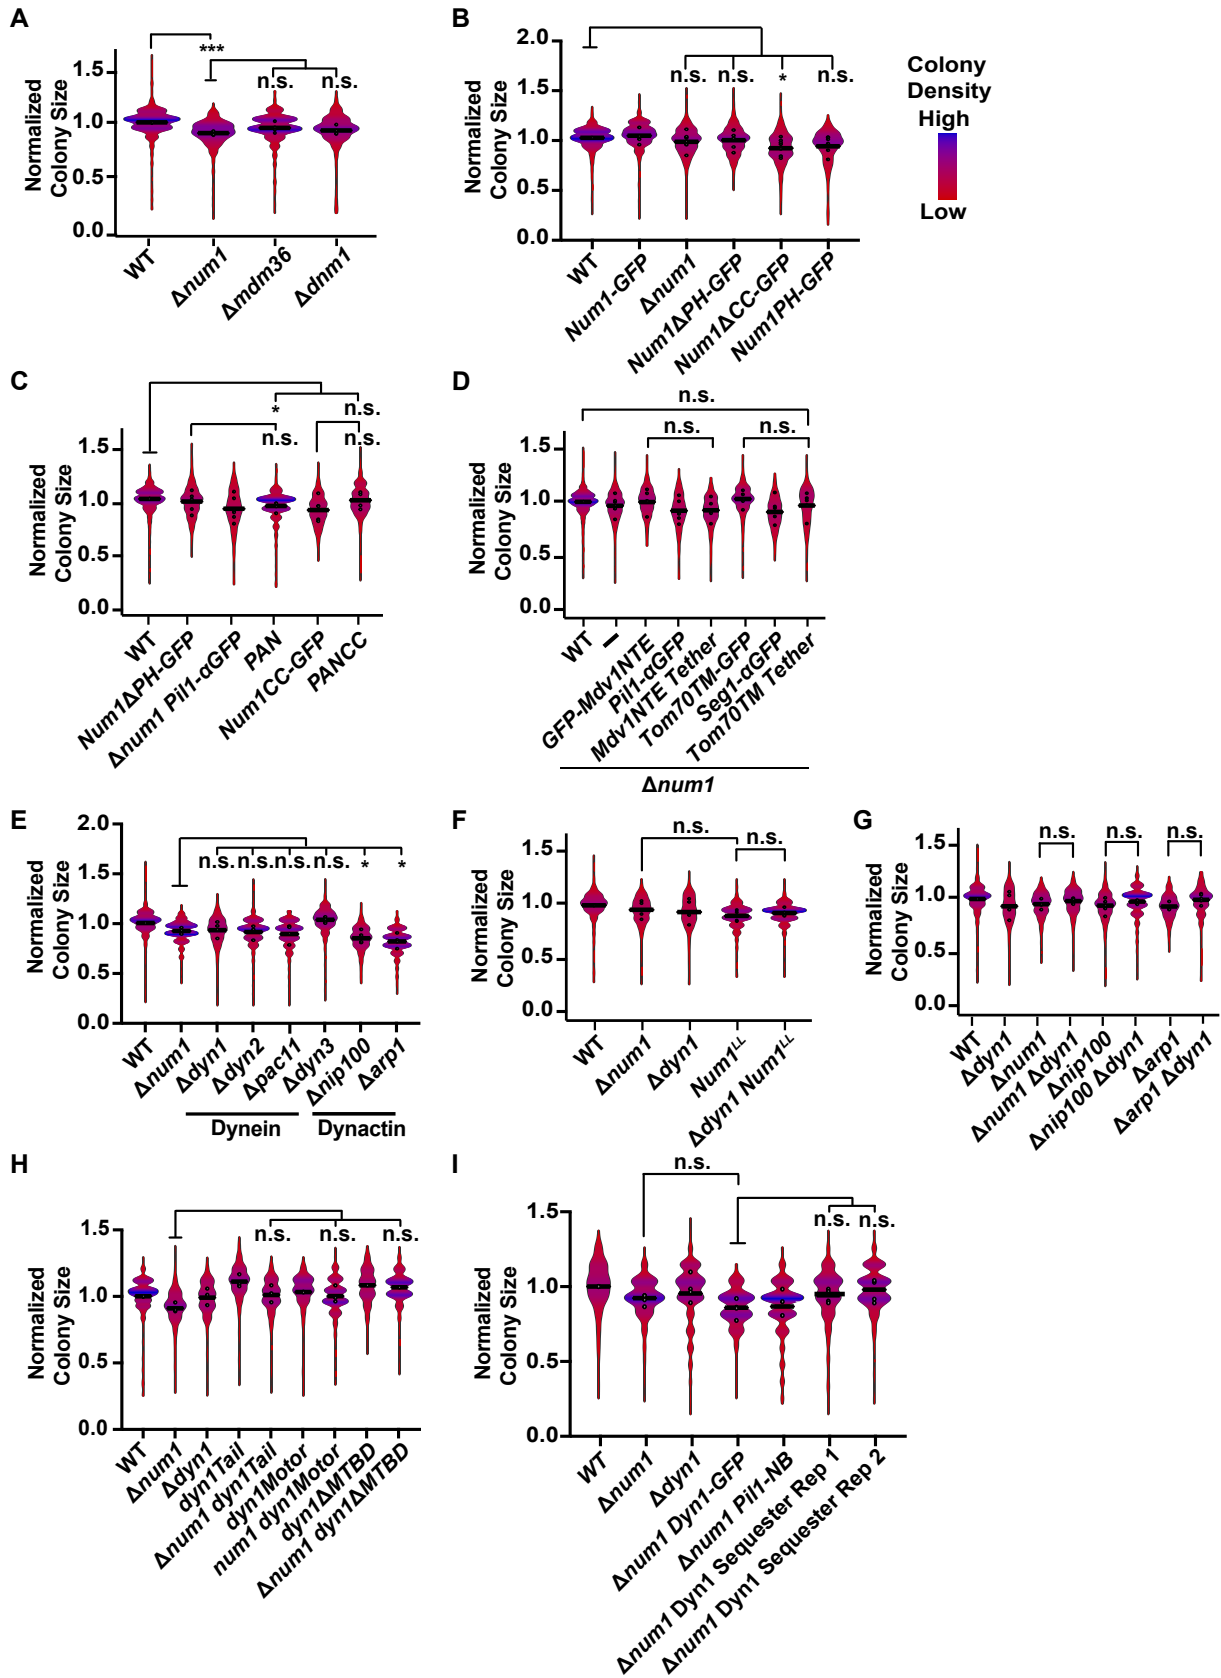 A
Normalized
Colony Size
1.5
1.0
0.5
0.0
***
n.s.
n.s.
WT
Δnum1
Δmdm36
Δdnm1
B
Normalized
Colony Size
2.0
1.5
1.0
0.5
0.0
n.s.
n.s.
*
n.s.
WT
Num1-GFP
Δnum1
Num1ΔPH-GFP
Num1ΔCC-GFP
Num1PH-GFP
Colony
Density
High
Low
C
Normalized
Colony Size
1.5
1.0
0.5
0.0
*
n.s.
n.s.
n.s.
WT
Num1ΔPH-GFP
Δnum1 Pil1-αGFP
PAN
Num1CC-GFP
PANCC
D
Normalized
Colony Size
1.5
1.0
0.5
0.0
n.s.
n.s.
n.s.
WT
–
GFP-Mdv1NTE
Pil1-αGFP
Mdv1NTE Tether
Tom70TM-GFP
Seg1-αGFP
Tom70TM Tether
Δnum1
E
Normalized
Colony Size
2.0
1.5
1.0
0.5
0.0
n.s.
n.s.
n.s.
n.s.
*
*
WT
Δnum1
Δdyn1
Δdyn2
Δpac11
Δdyn3
Δnip100
Δarp1
Dynein
Dynactin
F
Normalized
Colony Size
1.5
1.0
0.5
0.0
n.s.
n.s.
WT
Δnum1
Δdyn1
Num1LL
Δdyn1 Num1LL
G
Normalized
Colony Size
1.5
1.0
0.5
0.0
n.s.
n.s.
n.s.
WT
Δdyn1
Δnum1
Δnum1 Δdyn1
Δnip100
Δnip100 Δdyn1
Δarp1
Δarp1 Δdyn1
H
Normalized
Colony Size
1.5
1.0
0.5
0.0
n.s.
n.s.
n.s.
WT
Δnum1
Δdyn1
dyn1Tail
Δnum1 dyn1Tail
dyn1Motor
num1 dyn1Motor
dyn1ΔMTBD
Δnum1 dyn1ΔMTBD
I
Normalized
Colony Size
1.5
1.0
0.5
0.0
n.s.
n.s.
n.s.
WT
Δnum1
Δdyn1
Δnum1 Dyn1-GFP
Δnum1 Pil1-NB
Δnum1 Dyn1 Sequester Rep 1
Δnum1 Dyn1 Sequester Rep 2